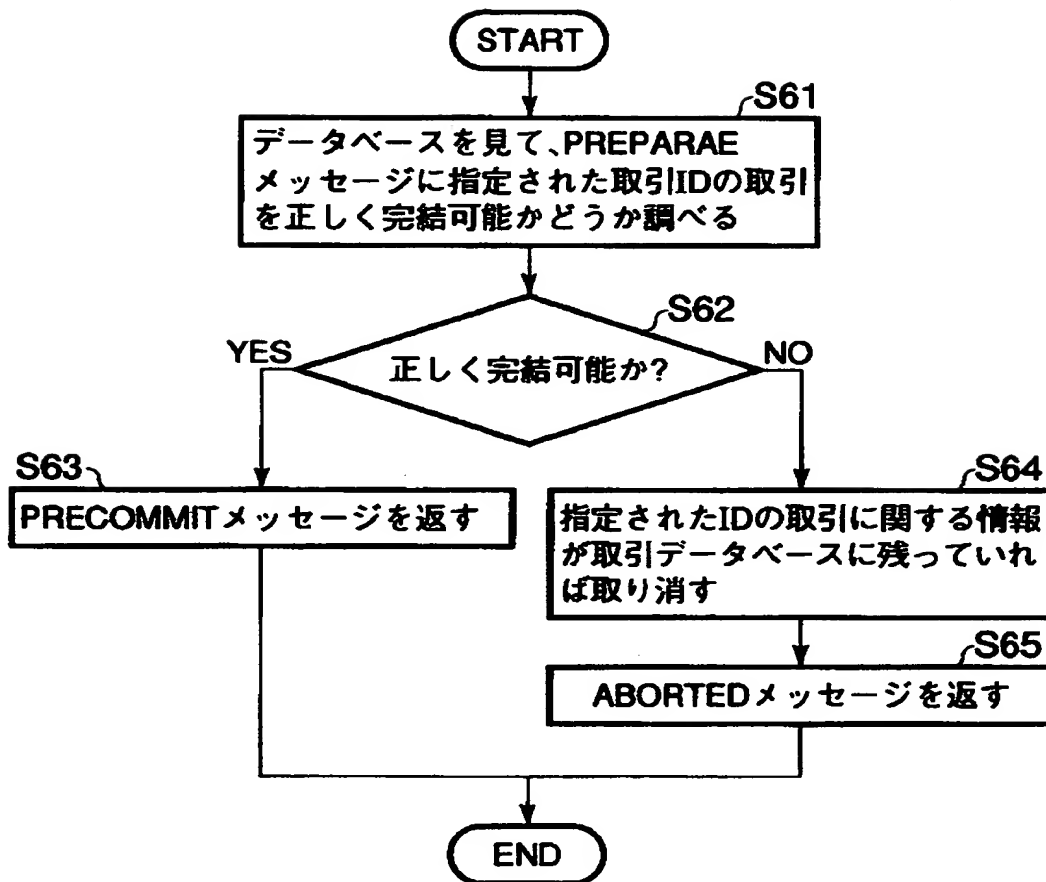 START
S61
データベースを見て、PREPARAE
メッセージに指定された取引IDの取引
を正しく完結可能かどうか調べる
S62
YES
正しく完結可能か?
NO
S63
PRECOMMITメッセージを返す
S64
指定されたIDの取引に関する情報
が取引データベースに残っていれ
ば取り消す
S65
ABORTEDメッセージを返す
END